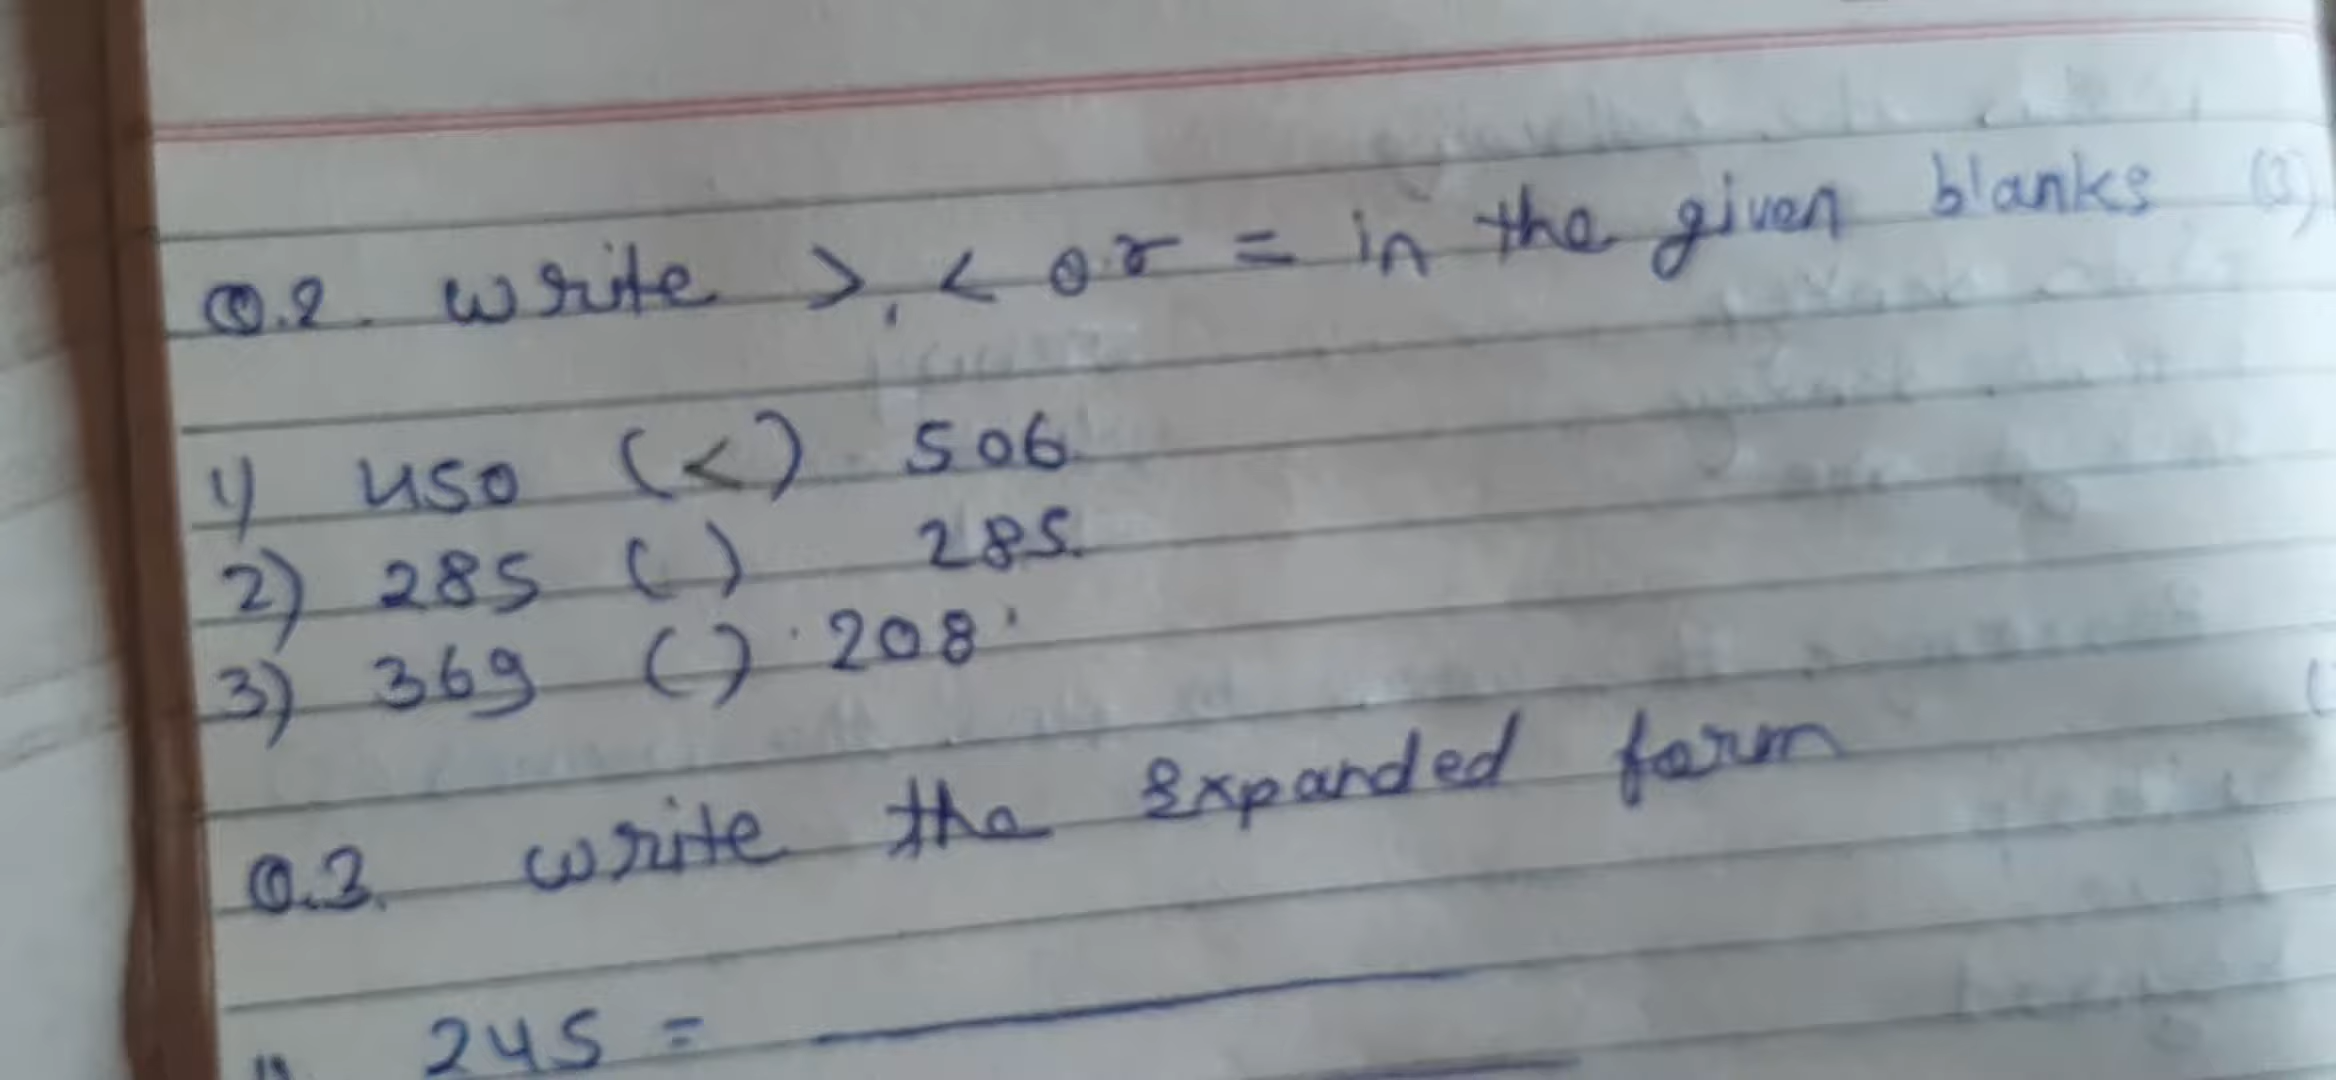 Q.2. write >, < or = in the given blanks (3)
1) 450 (<) 506
2) 285 ( ) 285.
3) 369 ( ) 208
Q.3. write the Expanded form
245 =